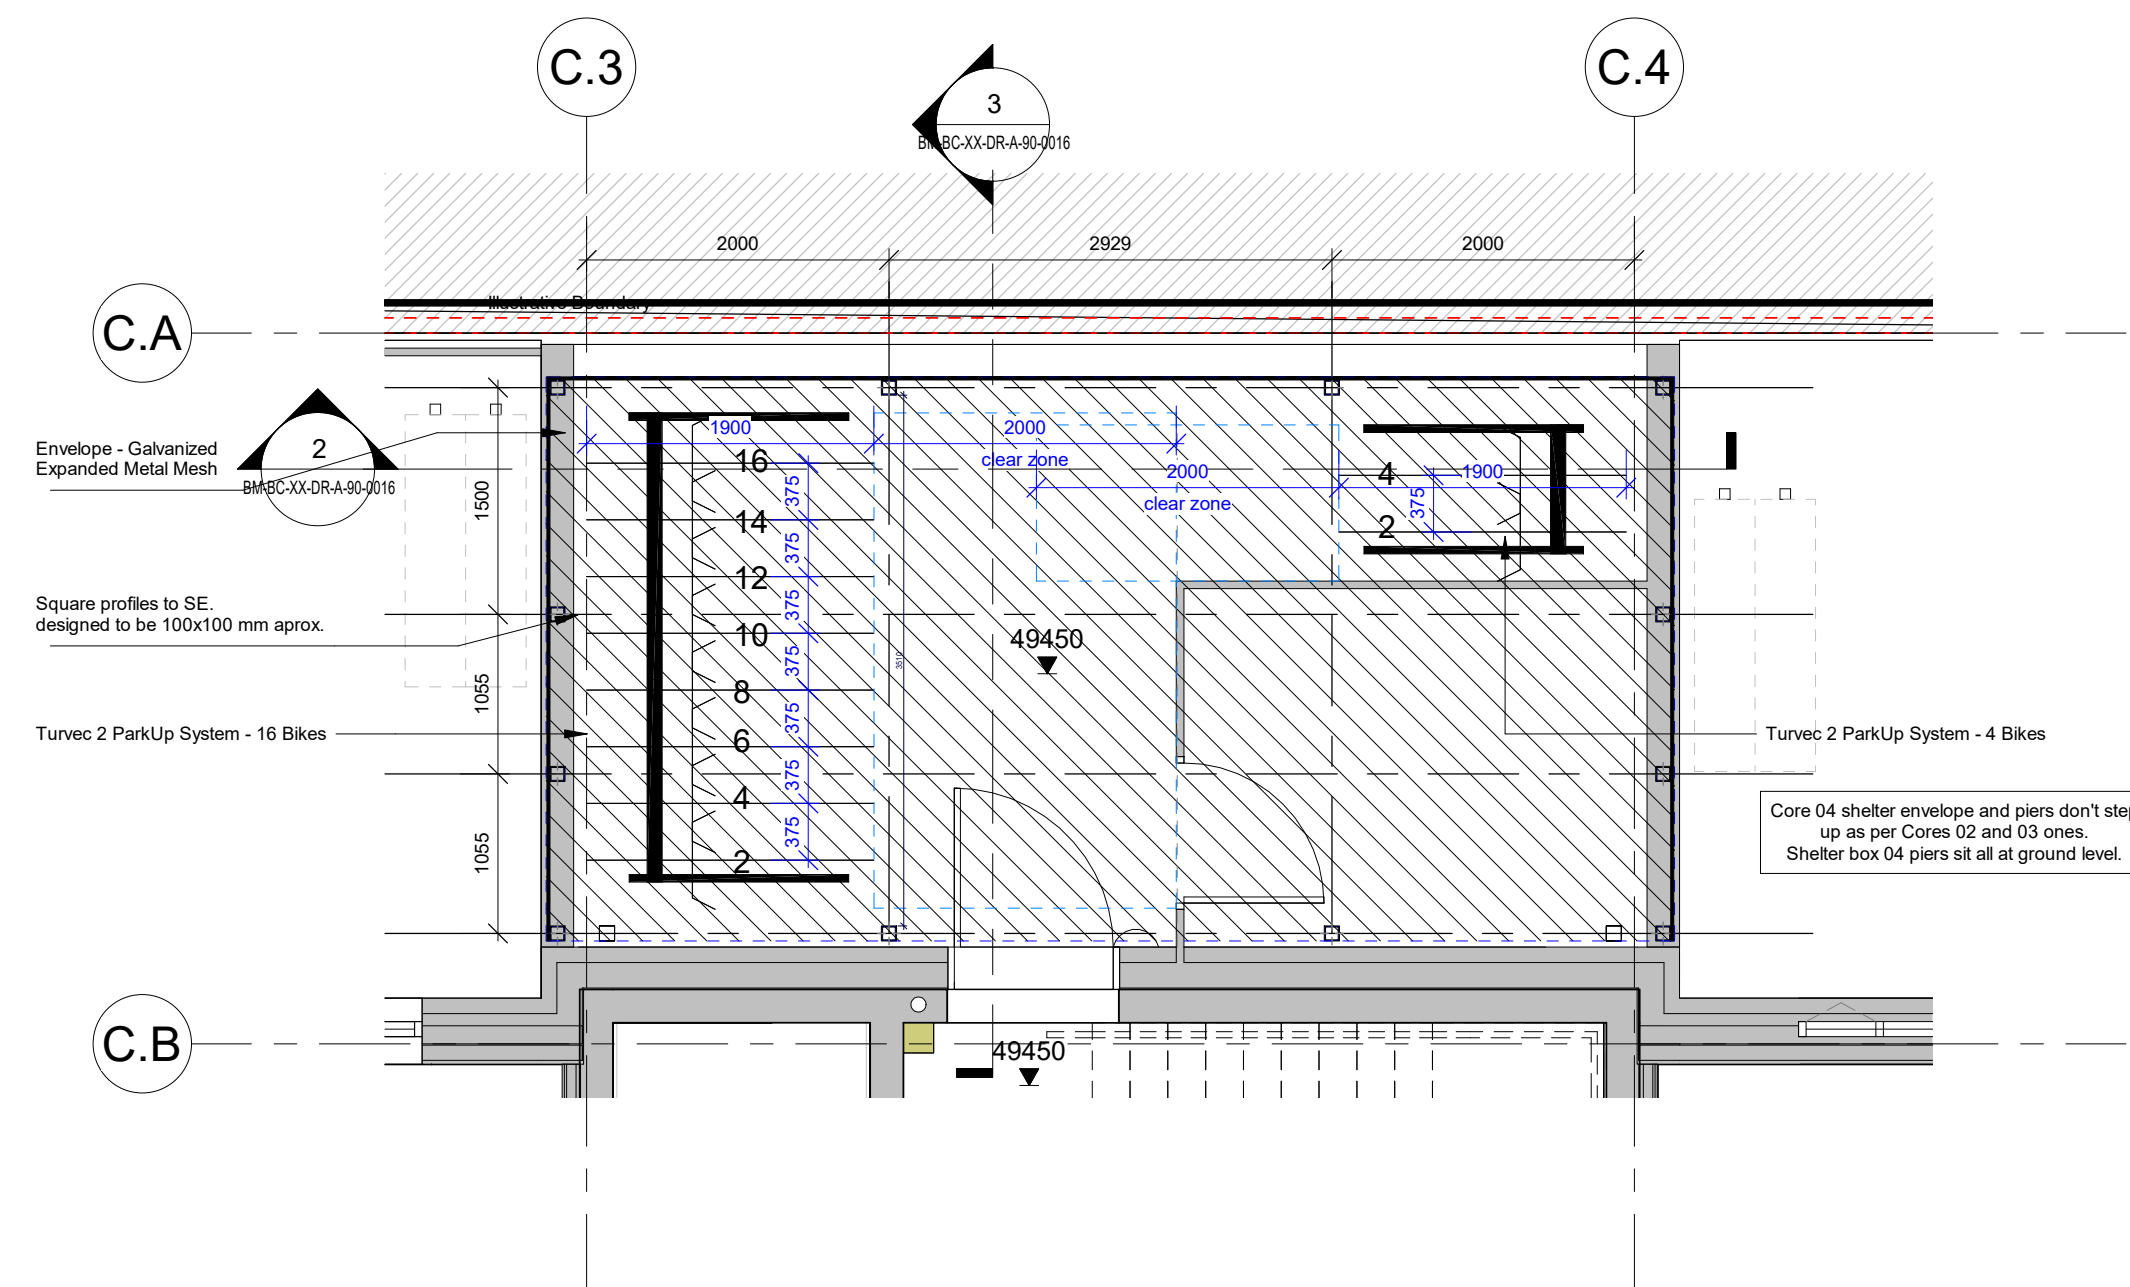 C.3
C.4
3
BM-BC-XX-DR-A-90-0016
2000
2929
2000
Illustrative Boundary
C.A
2
BM-BC-XX-DR-A-90-0016
Envelope - Galvanized
Expanded Metal Mesh
1900
2000
clear zone
2000
clear zone
1900
16
14
12
10
8
6
4
2
375
375
375
375
375
375
375
4
2
375
1500
1055
1055
3510
Square profiles to SE.
designed to be 100x100 mm aprox.
49450
Turvec 2 ParkUp System - 16 Bikes
Turvec 2 ParkUp System - 4 Bikes
Core 04 shelter envelope and piers don't step
up as per Cores 02 and 03 ones.
Shelter box 04 piers sit all at ground level.
C.B
49450